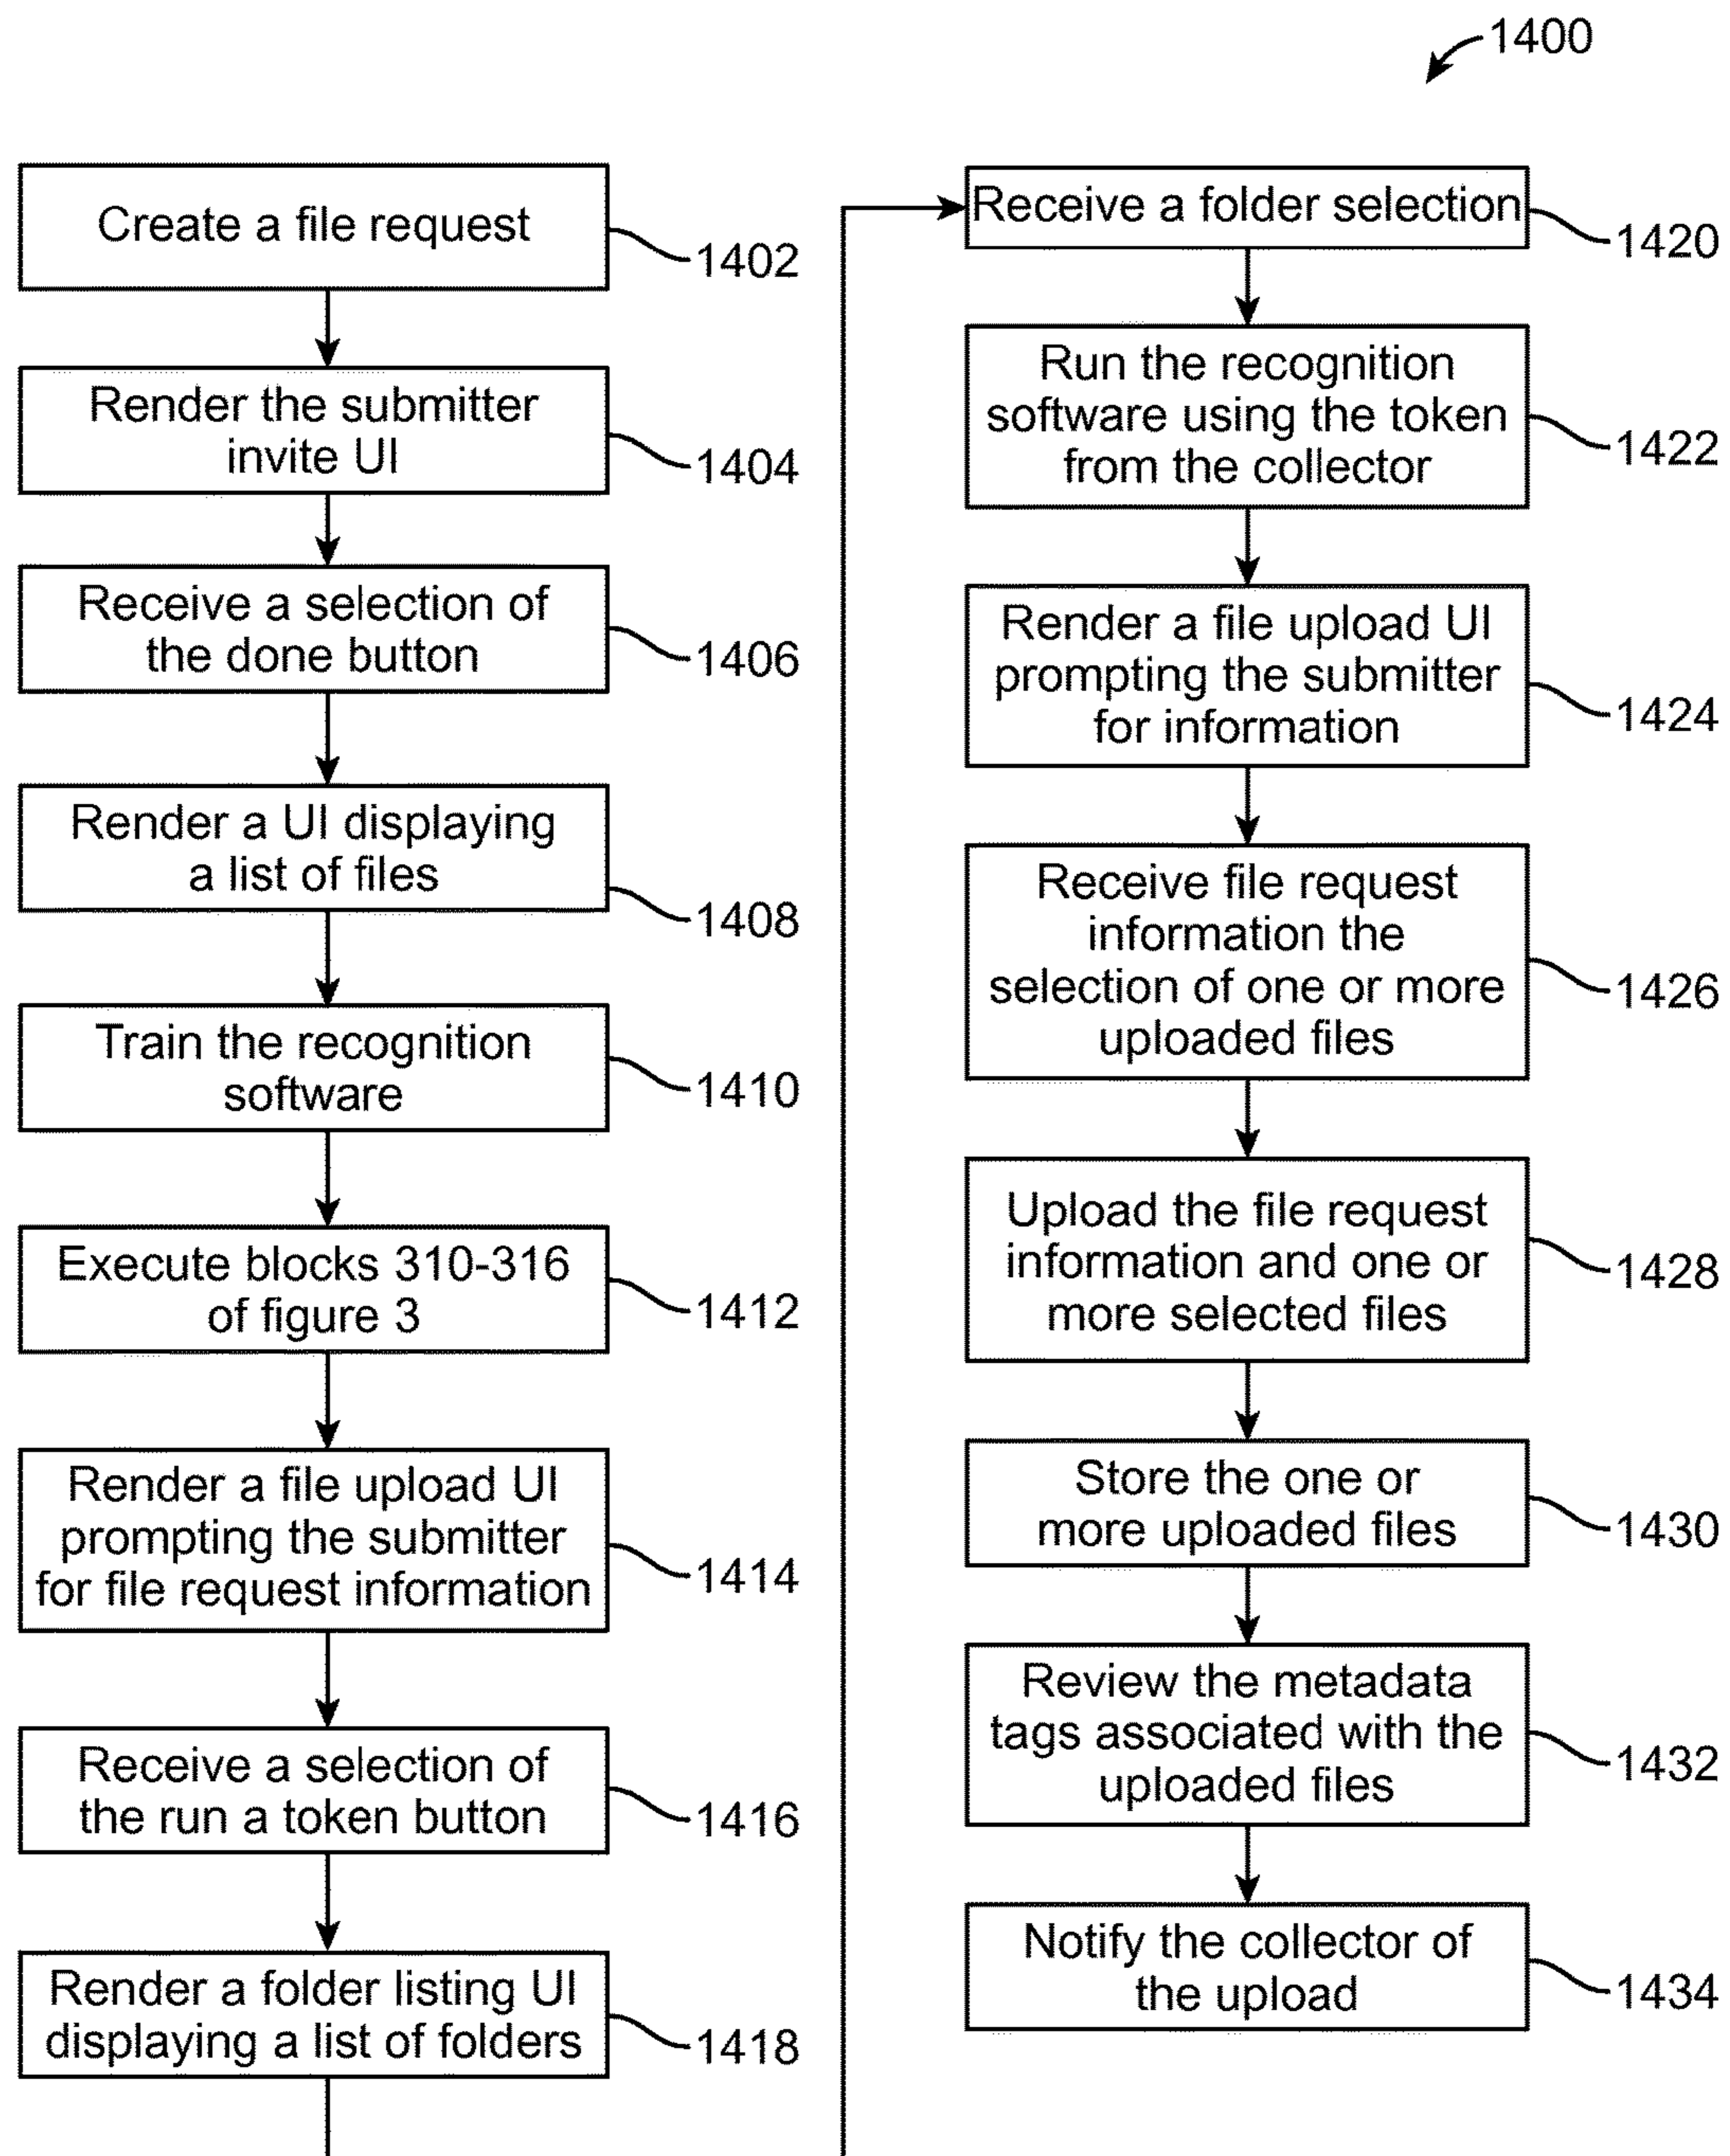 1400
Create a file request
1402
Render the submitter
invite UI
1404
Receive a selection of
the done button
1406
Render a UI displaying
a list of files
1408
Train the recognition
software
1410
Execute blocks 310-316
of figure 3
1412
Render a file upload UI
prompting the submitter
for file request information
1414
Receive a selection of
the run a token button
1416
Render a folder listing UI
displaying a list of folders
1418
Receive a folder selection
1420
Run the recognition
software using the token
from the collector
1422
Render a file upload UI
prompting the submitter
for information
1424
Receive file request
information the
selection of one or more
uploaded files
1426
Upload the file request
information and one or
more selected files
1428
Store the one or
more uploaded files
1430
Review the metadata
tags associated with the
uploaded files
1432
Notify the collector of
the upload
1434